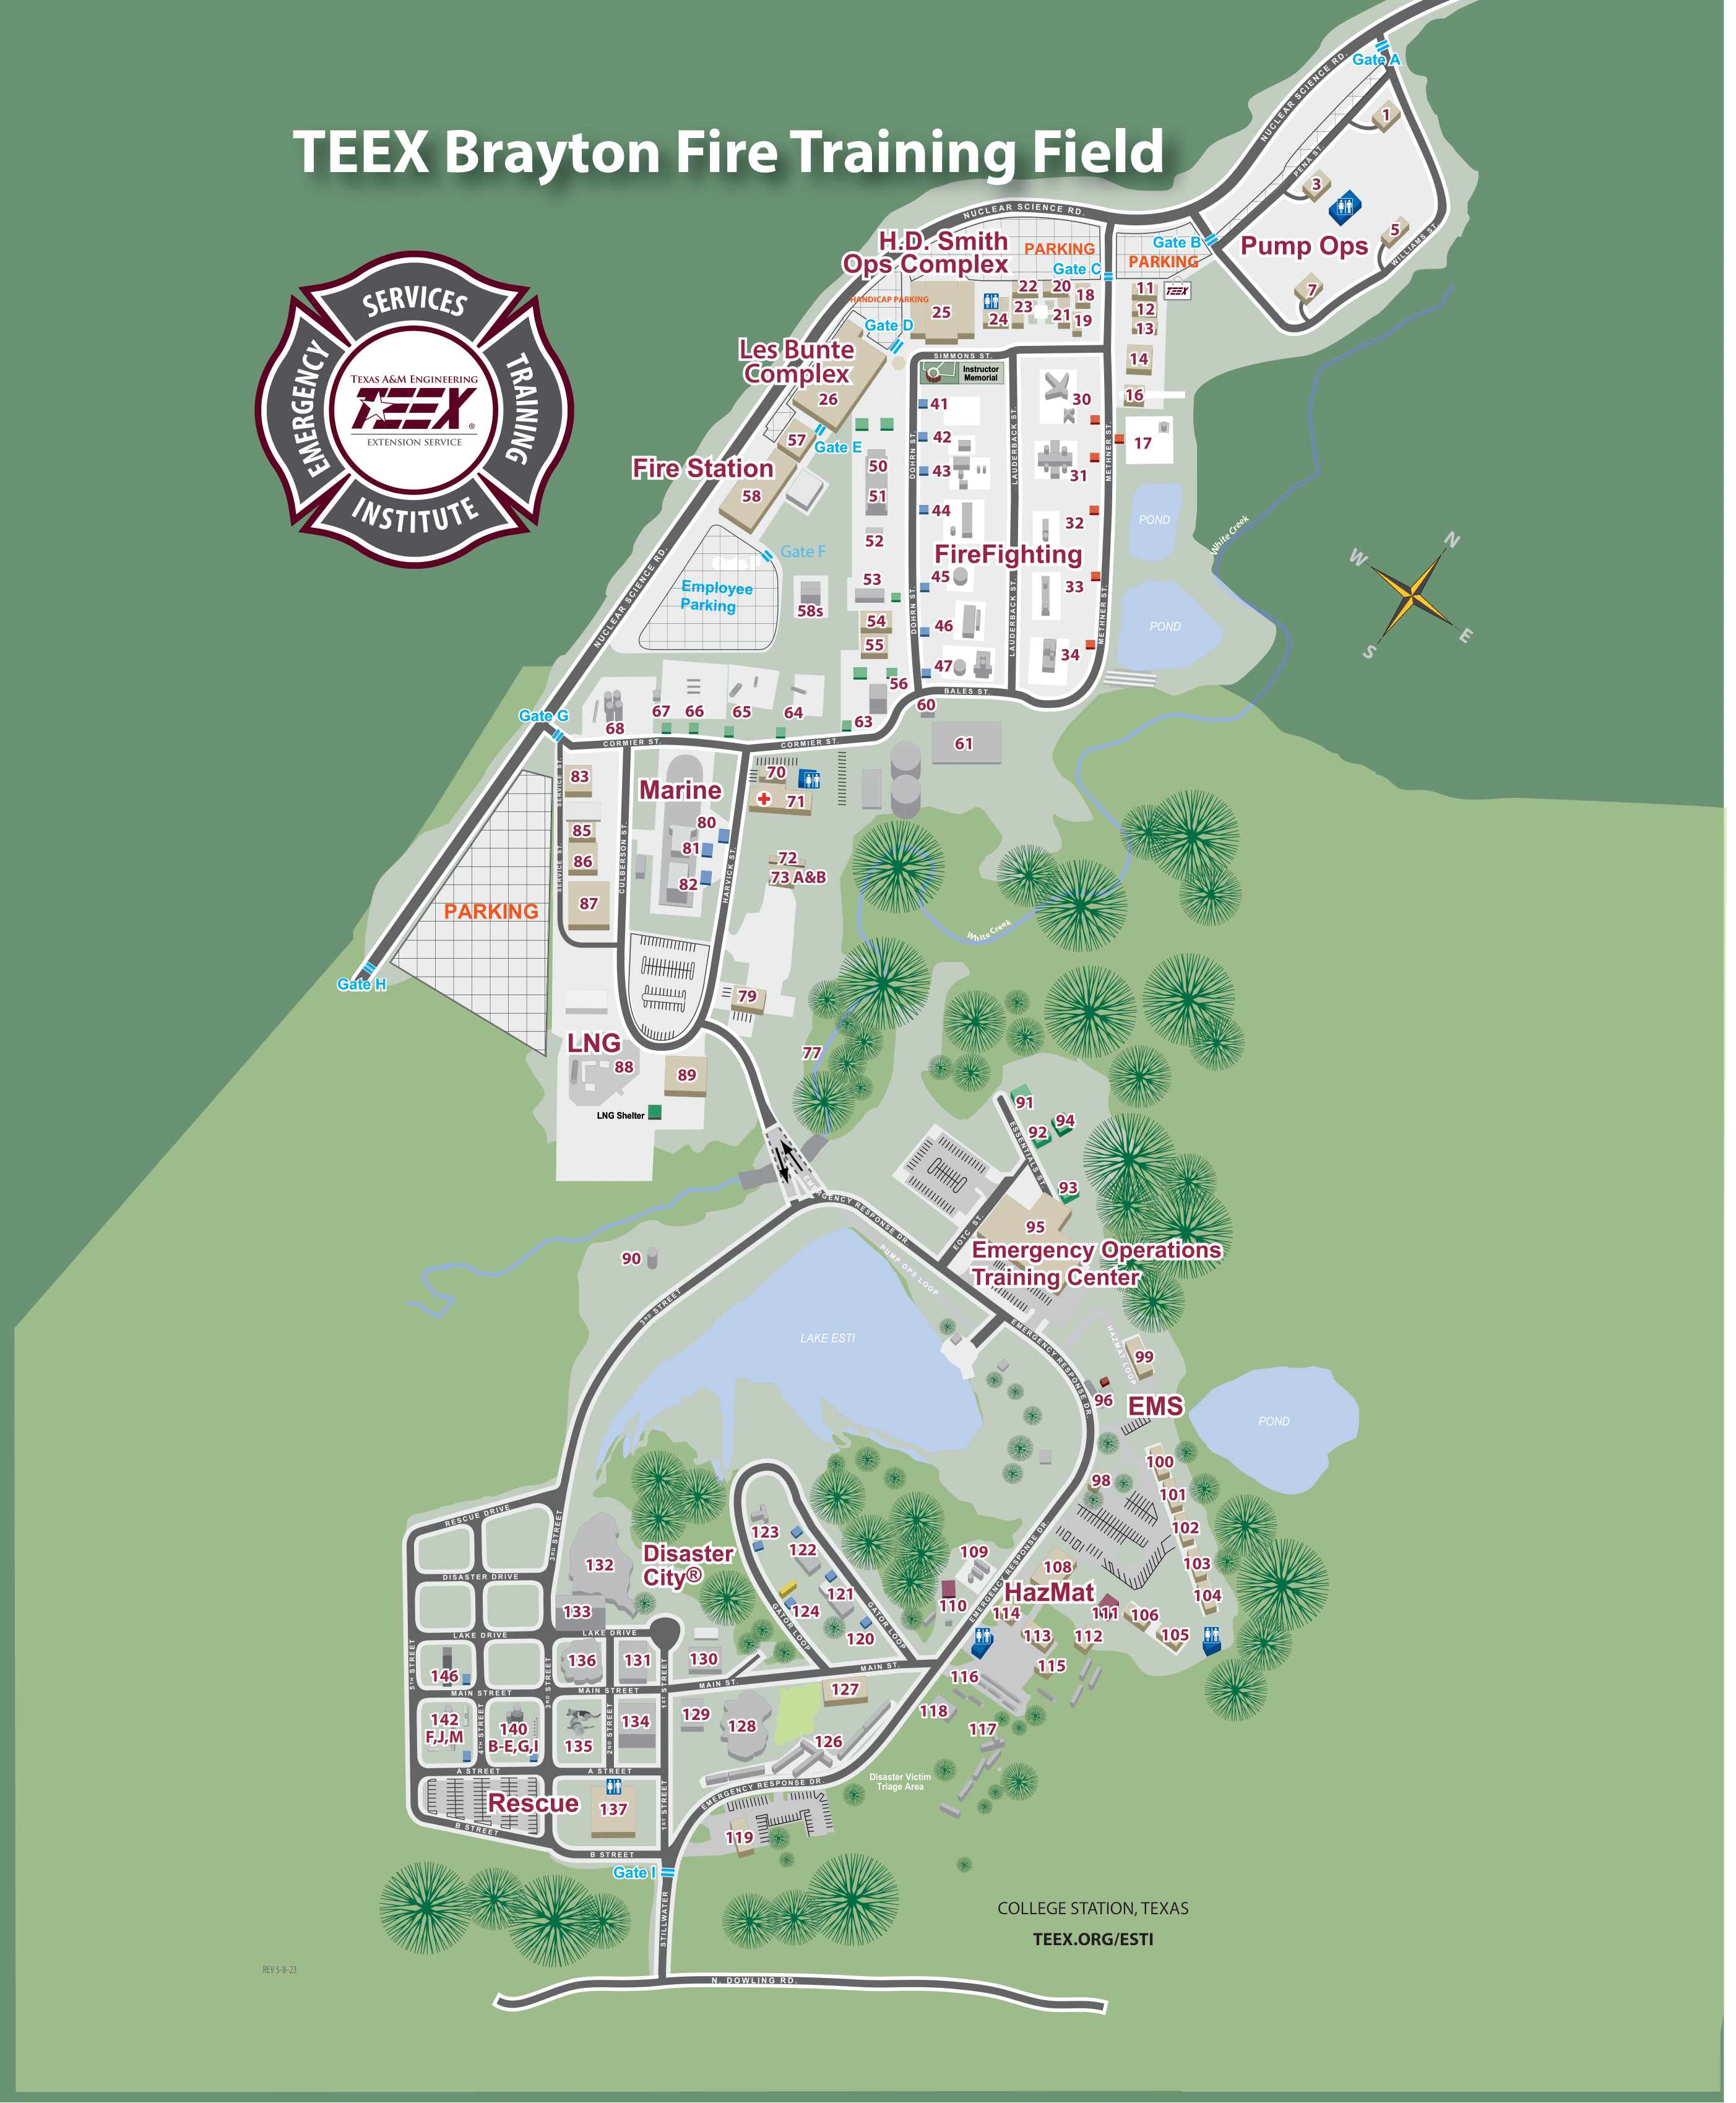 TEEX Brayton Fire Training Field
SERVICES
TRAINING
INSTITUTE
EMERGENCY
TEXAS A&M ENGINEERING
TEEX®
EXTENSION SERVICE
NUCLEAR SCIENCE RD.
Gate A
1
PENA ST.
3
5
WILLIAMS ST.
7
Pump Ops
Gate B
PARKING
NUCLEAR SCIENCE RD.
H.D. Smith
Ops Complex
PARKING
Gate C
HANDICAP PARKING
Gate D
25
22
20
18
23
24
21
19
11
TEEX
12
13
14
16
17
SIMMONS ST.
Instructor
Memorial
Les Bunte
Complex
26
57
Gate E
Fire Station
58
41
42
43
44
45
46
47
DOHRN ST.
DOHRN ST.
LAUDERBACK ST.
LAUDERBACK ST.
METHNER ST.
METHNER ST.
30
31
32
33
34
FireFighting
POND
POND
White Creek
N
W
E
S
50
51
52
53
54
55
56
Gate F
Employee
Parking
58s
NUCLEAR SCIENCE RD.
BALES ST.
60
61
63
64
65
66
67
68
Gate G
CORMIER ST.
CORMIER ST.
83
85
86
87
SERVICE ST.
SERVICE ST.
CULBERSON ST.
Marine
80
81
82
HARVICK ST.
70
71
72
73 A&B
White Creek
PARKING
Gate H
79
77
LNG
88
89
LNG Shelter
91
92
94
93
ESSENTIALS ST.
95
EOTC ST.
Emergency Operations
Training Center
EMERGENCY RESPONSE DR.
PUMP OPS LOOP
90
3RD STREET
LAKE ESTI
EMERGENCY RESPONSE DR.
HAZMAT LOOP
99
96
EMS
POND
98
100
101
102
103
104
105
106
RESCUE DRIVE
3RD STREET
DISASTER DRIVE
132
Disaster
City®
133
123
122
121
124
120
GATOR LOOP
GATOR LOOP
109
110
EMERGENCY RESPONSE DR.
108
HazMat
111
114
113
112
115
116
118
117
LAKE DRIVE
LAKE DRIVE
5TH STREET
146
136
131
130
3RD STREET
1ST STREET
MAIN STREET
MAIN STREET
MAIN ST.
MAIN ST.
127
142
F,J,M
4TH STREET
140
B-E,G,I
135
2ND STREET
134
129
128
126
Disaster Victim
Triage Area
A STREET
A STREET
Rescue
137
1ST STREET
EMERGENCY RESPONSE DR.
119
B STREET
B STREET
Gate I
STILLWATER
N. DOWLING RD.
COLLEGE STATION, TEXAS
TEEX.ORG/ESTI
REV 5-8-23